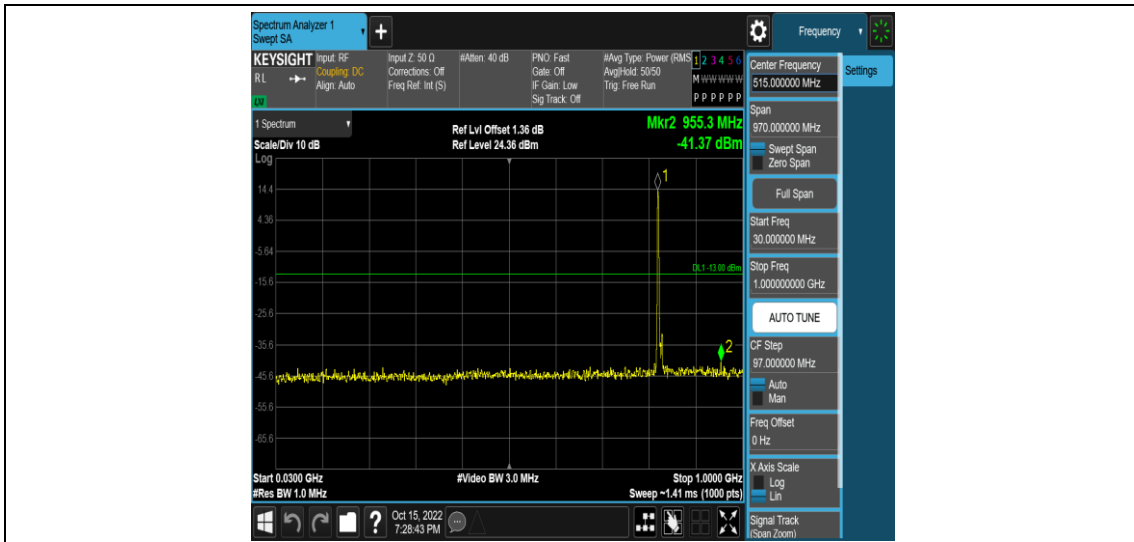 Spectrum Analyzer 1
Swept SA
+
Frequency
KEYSIGHT
RL
LXI
Input: RF
Coupling: DC
Align: Auto
Input Z: 50 Ω
Corrections: Off
Freq Ref: Int (S)
#Atten: 40 dB
PNO: Fast
Gate: Off
IF Gain: Low
Sig Track: Off
#Avg Type: Power (RMS
Avg|Hold: 50/50
Trig: Free Run
1 2 3 4 5 6
M W W W W W
P P P P P P
1 Spectrum
Scale/Div 10 dB
Log
Ref Lvl Offset 1.36 dB
Ref Level 24.36 dBm
Mkr2 955.3 MHz
-41.37 dBm
1
14.4
4.36
-5.64
DL1 -13.00 dBm
-15.6
-25.6
-35.6
2
-45.6
-55.6
-65.6
Start 0.0300 GHz
#Res BW 1.0 MHz
#Video BW 3.0 MHz
Stop 1.0000 GHz
Sweep ~1.41 ms (1000 pts)
?
Oct 15, 2022
7:28:43 PM
Center Frequency
515.000000 MHz
Settings
Span
970.000000 MHz
Swept Span
Zero Span
Full Span
Start Freq
30.000000 MHz
Stop Freq
1.000000000 GHz
AUTO TUNE
CF Step
97.000000 MHz
Auto
Man
Freq Offset
0 Hz
X Axis Scale
Log
Lin
Signal Track
(Span Zoom)